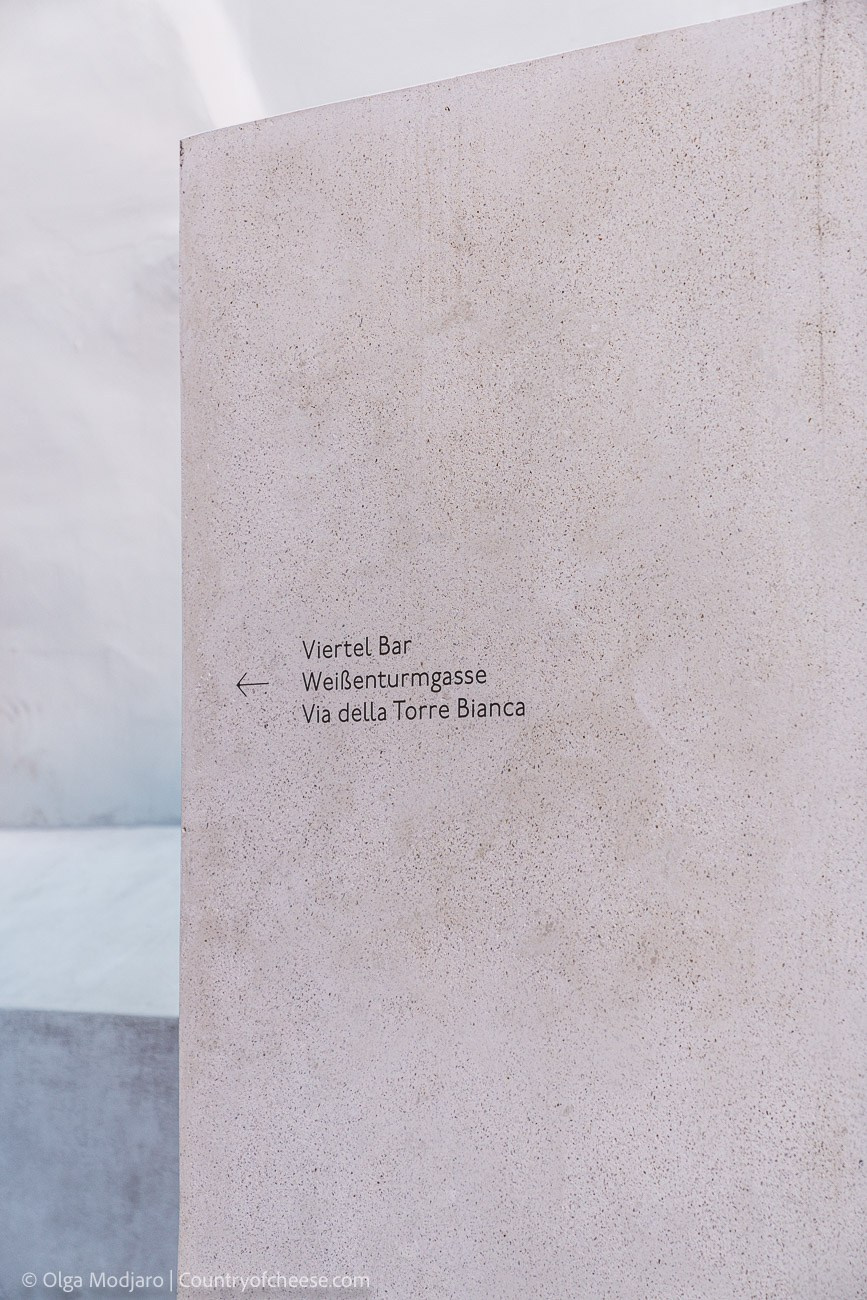 Viertel Bar
← Weißenturmgasse
Via della Torre Bianca
© Olga Modjaro | Countryofcheese.com